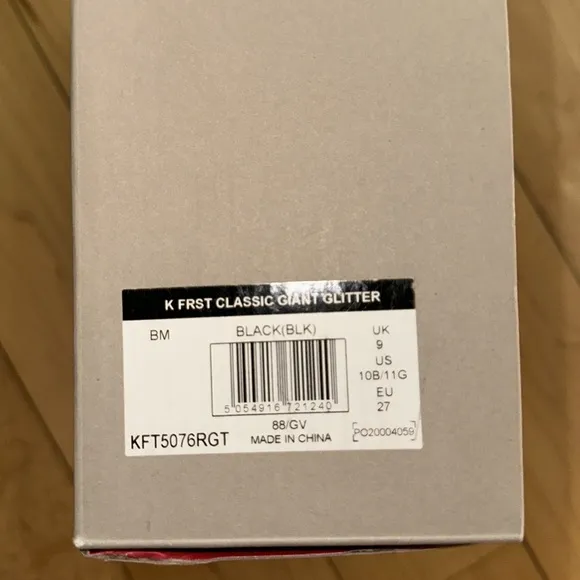 K FRST CLASSIC GIANT GLITTER
BM
BLACK(BLK)
5 054916 721240
88/GV
MADE IN CHINA
KFT5076RGT
UK
9
US
10B/11G
EU
27
PO20004059